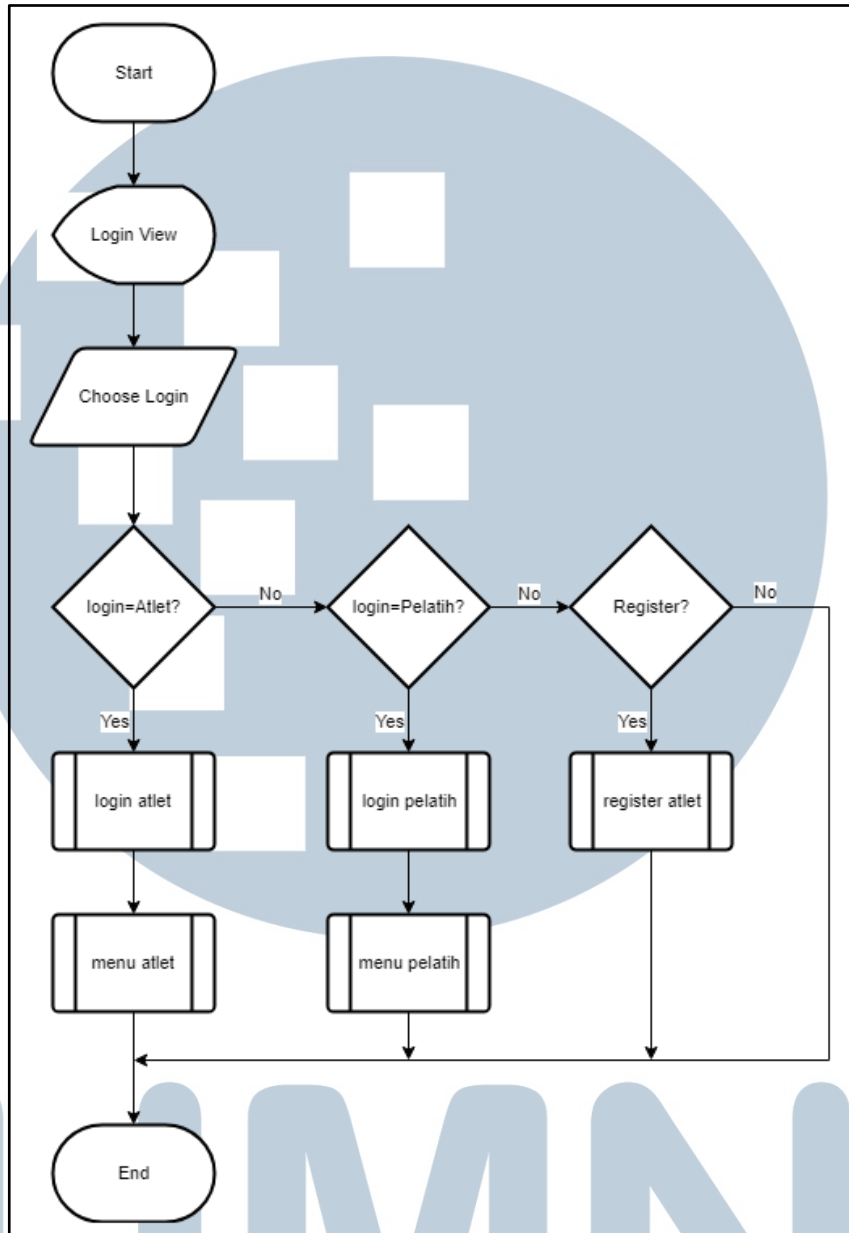 Start
Login View
Choose Login
login=Atlet?
No
login=Pelatih?
No
Register?
No
Yes
Yes
Yes
login atlet
login pelatih
register atlet
menu atlet
menu pelatih
End